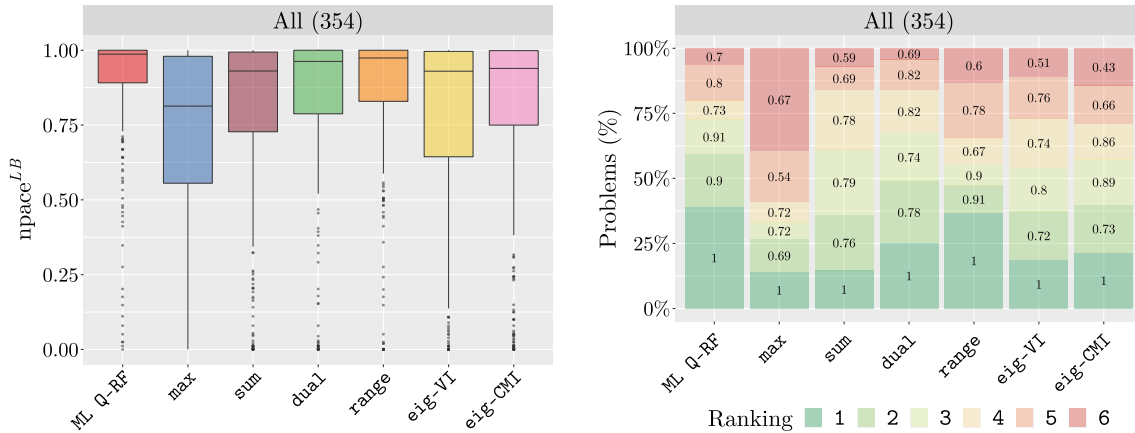 All (354)
1.00
0.75
0.50
0.25
0.00
npace^{LB}
ML Q-RF
max
sum
dual
range
eig-VI
eig-CMI
All (354)
100%
75%
50%
25%
0%
Problems (%)
0.7
0.8
0.73
0.91
0.9
1
0.67
0.54
0.72
0.72
0.69
1
0.59
0.69
0.78
0.79
0.76
1
0.69
0.82
0.82
0.74
0.78
1
0.6
0.78
0.67
0.9
0.91
1
0.51
0.76
0.74
0.8
0.72
1
0.43
0.66
0.86
0.89
0.73
1
ML Q-RF
max
sum
dual
range
eig-VI
eig-CMI
Ranking 1 2 3 4 5 6